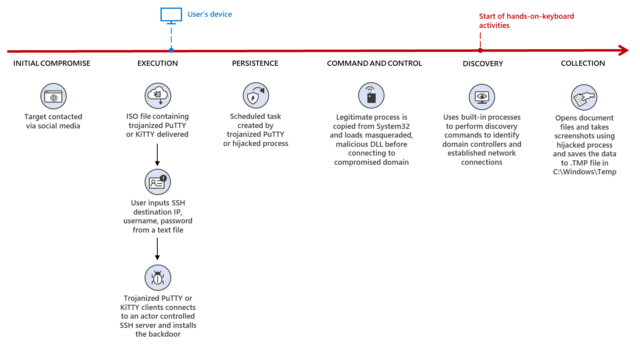 User's device
Start of hands-on-keyboard
activities
INITIAL COMPROMISE
EXECUTION
PERSISTENCE
COMMAND AND CONTROL
DISCOVERY
COLLECTION
Target contacted
via social media
ISO file containing
trojanized PuTTY
or KiTTY delivered
User inputs SSH
destination IP,
username, password
from a text file
Trojanized PuTTY or
KiTTY clients connects
to an actor controlled
SSH server and installs
the backdoor
Scheduled task
created by
trojanized PuTTY
or hijacked process
Legitimate process is
copied from System32
and loads masqueraded,
malicious DLL before
connecting to
compromised domain
Uses built-in processes
to perform discovery
commands to identify
domain controllers and
established network
connections
Opens document
files and takes
screenshots using
hijacked process
and saves the data
to .TMP file in
C:\Windows\Temp